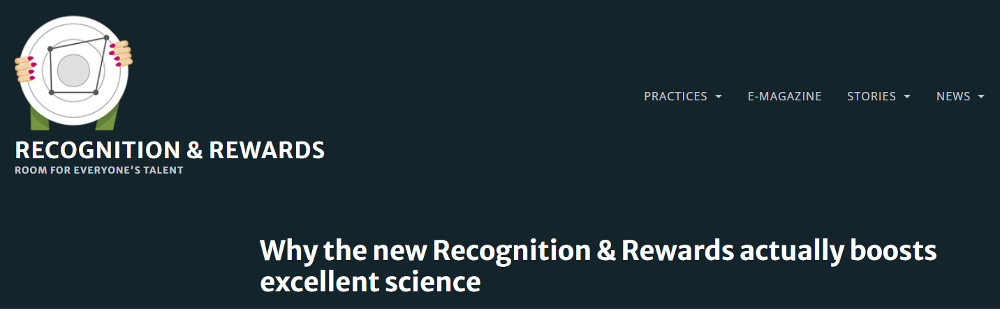 PRACTICES
E-MAGAZINE
STORIES
NEWS
RECOGNITION & REWARDS
ROOM FOR EVERYONE'S TALENT
Why the new Recognition & Rewards actually boosts
excellent science